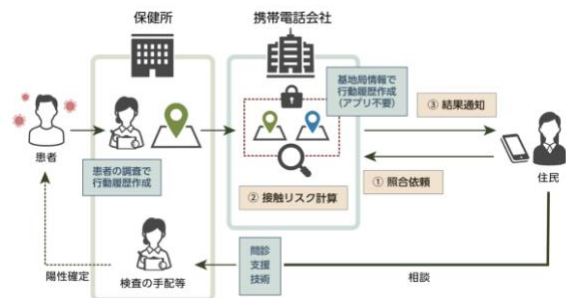 保健所
携帯電話会社
基地局情報で
行動履歴作成
(アプリ不要)
③ 結果通知
患者
患者の調査で
行動履歴作成
② 接触リスク計算
① 照合依頼
住民
陽性確定
検査の手配等
問診
支援
技術
相談